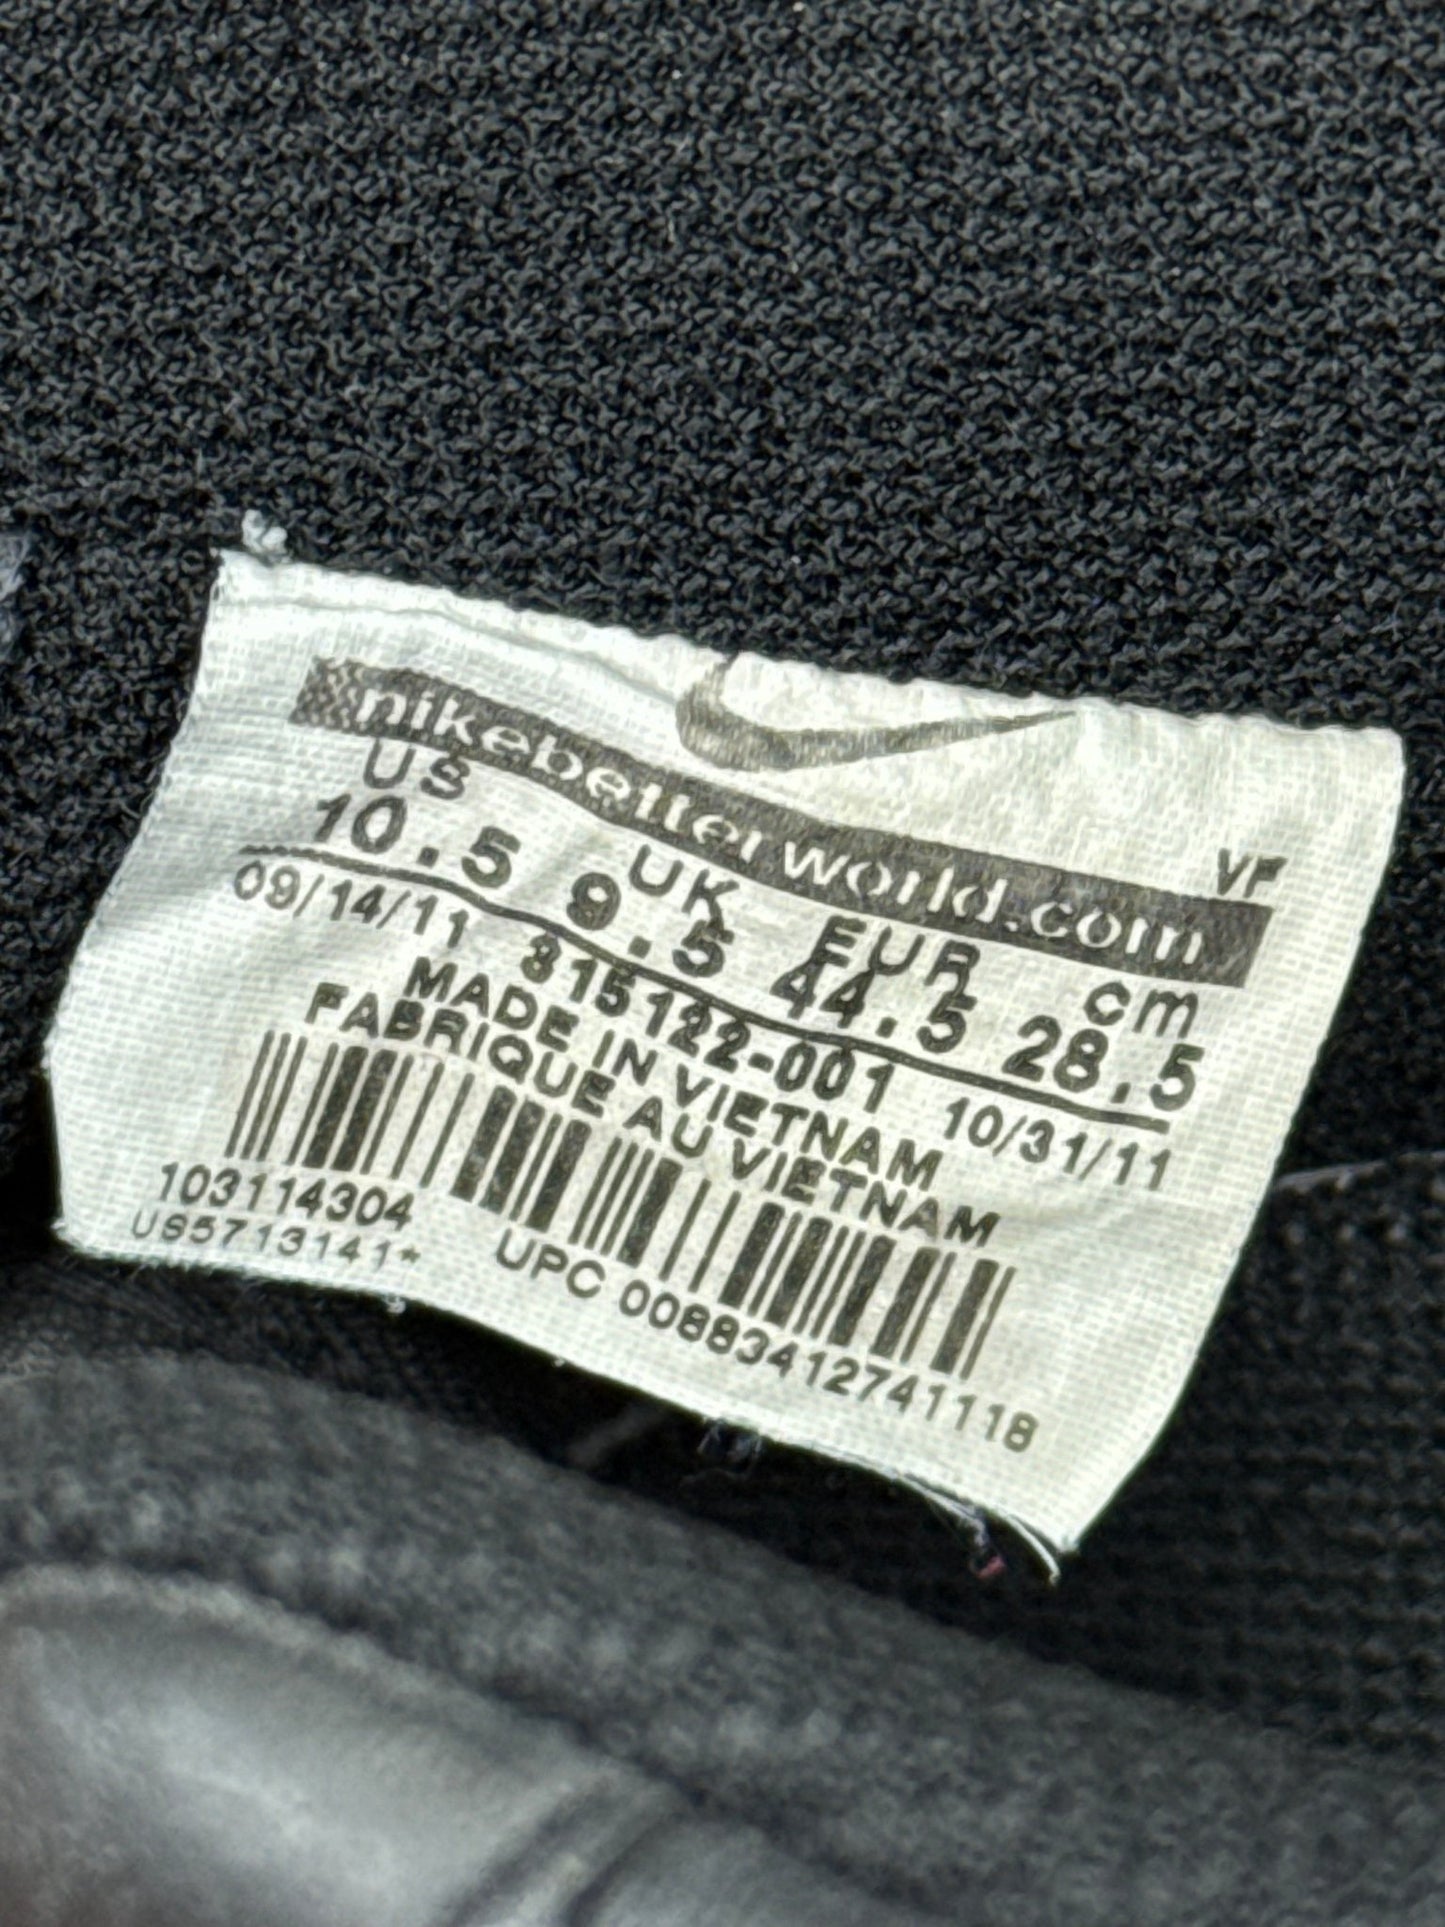 VF
nikebetterworld.com
US UK EUR cm
10.5 9.5 44.5 28.5
09/14/11 315122-001 10/31/11
MADE IN VIETNAM
FABRIQUE AU VIETNAM
103114304
US5713141* UPC 00883412741118